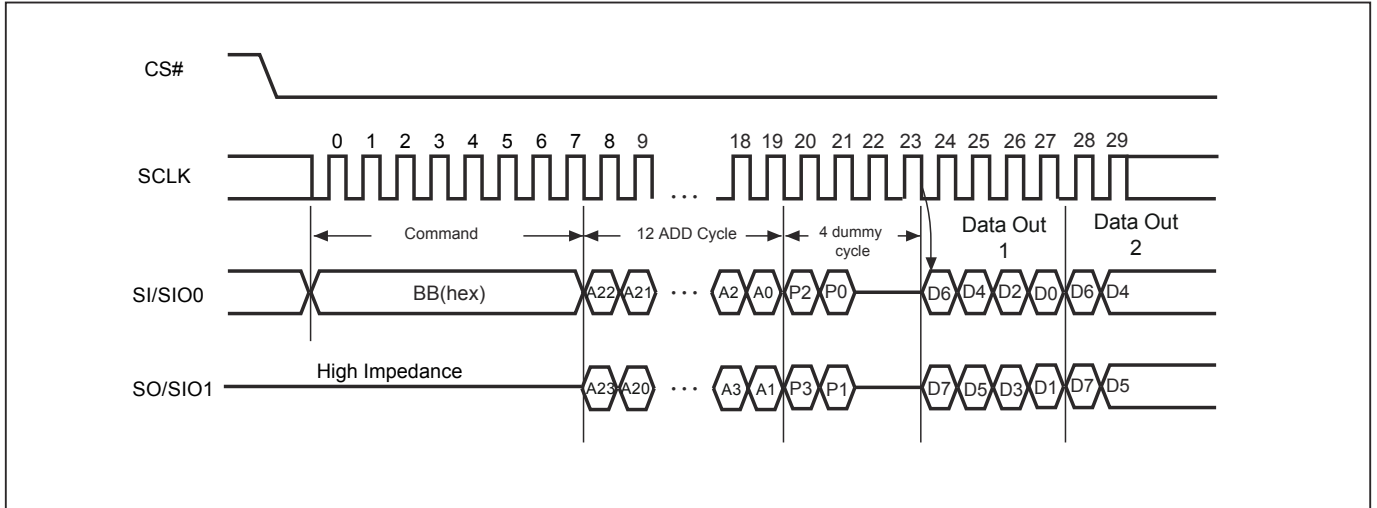 CS#
0 1 2 3 4 5 6 7 8 9 18 19 20 21 22 23 24 25 26 27 28 29
SCLK
...
Command
12 ADD Cycle
4 dummy
cycle
Data Out
1
Data Out
2
SI/SIO0
BB(hex)
A22 A21 ... A2 A0 P2 P0 D6 D4 D2 D0 D6 D4
High Impedance
SO/SIO1
A23 A20 ... A3 A1 P3 P1 D7 D5 D3 D1 D7 D5